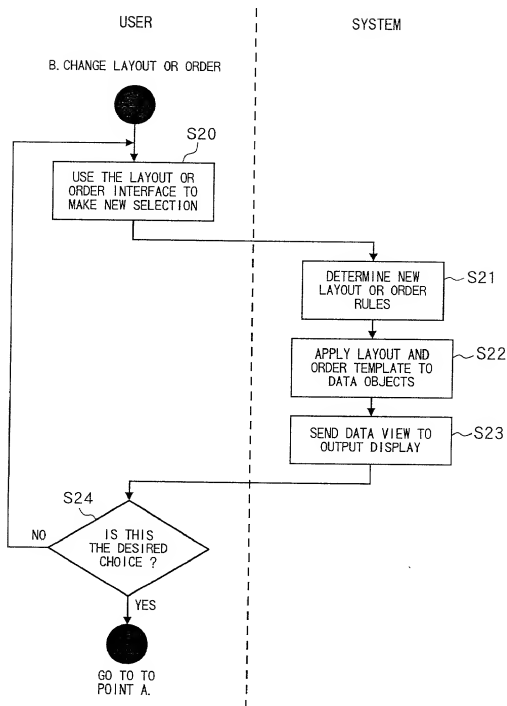 USER
SYSTEM
B. CHANGE LAYOUT OR ORDER
S20
USE THE LAYOUT OR
ORDER INTERFACE TO
MAKE NEW SELECTION
DETERMINE NEW
LAYOUT OR ORDER
RULES
S21
APPLY LAYOUT AND
ORDER TEMPLATE TO
DATA OBJECTS
S22
SEND DATA VIEW TO
OUTPUT DISPLAY
S23
S24
NO
IS THIS
THE DESIRED
CHOICE ?
YES
GO TO TO
POINT A.